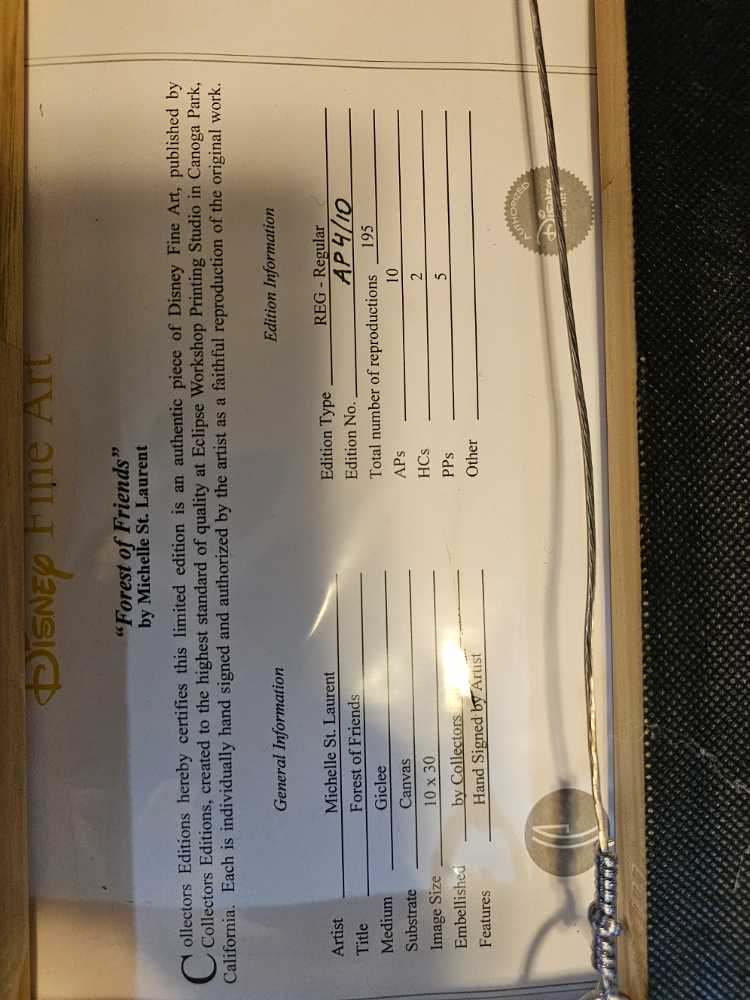 Disney Fine Art
“Forest of Friends”
by Michelle St. Laurent
Collectors Editions hereby certifies this limited edition is an authentic piece of Disney Fine Art, published by
Collectors Editions, created to the highest standard of quality at Eclipse Workshop Printing Studio in Canoga Park,
California. Each is individually hand signed and authorized by the artist as a faithful reproduction of the original work.
General Information
Artist Michelle St. Laurent
Title Forest of Friends
Medium Giclee
Substrate Canvas
Image Size 10 x 30
Embellished by Collectors
Features Hand Signed by Artist
Edition Information
Edition Type REG - Regular
Edition No. AP 4/10
Total number of reproductions 195
APs 10
HCs 2
PPs 5
Other
AUTHORIZED
Disney